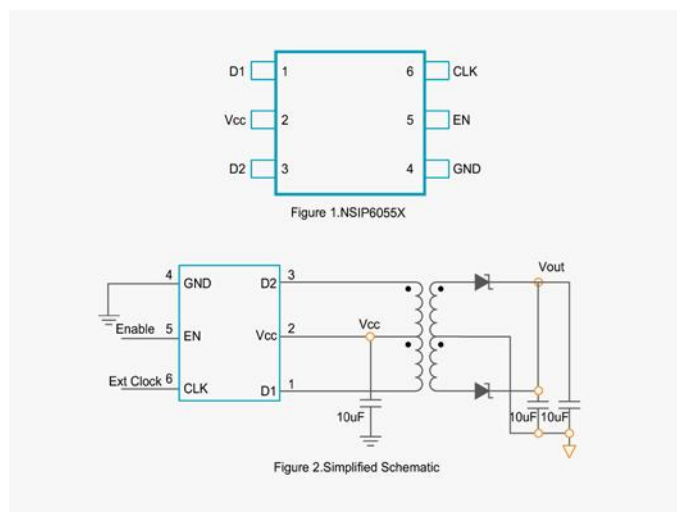 D1 1 6 CLK
Vcc 2 5 EN
D2 3 4 GND
Figure 1.NSIP6055X
4 GND D2 3 Vout
Enable 5 EN Vcc 2 Vcc
Ext Clock 6 CLK D1 1
10uF 10uF 10uF
Figure 2.Simplified Schematic